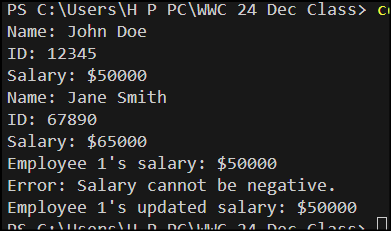 PS C:\Users\H P PC\WWC 24 Dec Class>
Name: John Doe
ID: 12345
Salary: $50000
Name: Jane Smith
ID: 67890
Salary: $65000
Employee 1's salary: $50000
Error: Salary cannot be negative.
Employee 1's updated salary: $50000
PS C:\Users\H P PC\WWC 24 Dec Class>